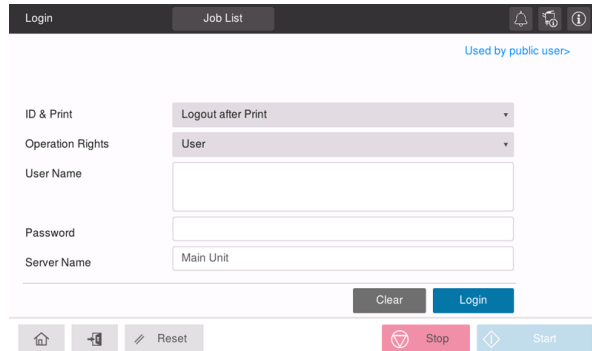 Login Job List
Used by public user>
ID & Print Logout after Print
Operation Rights User
User Name
Password
Server Name Main Unit
Clear Login
Reset Stop Start